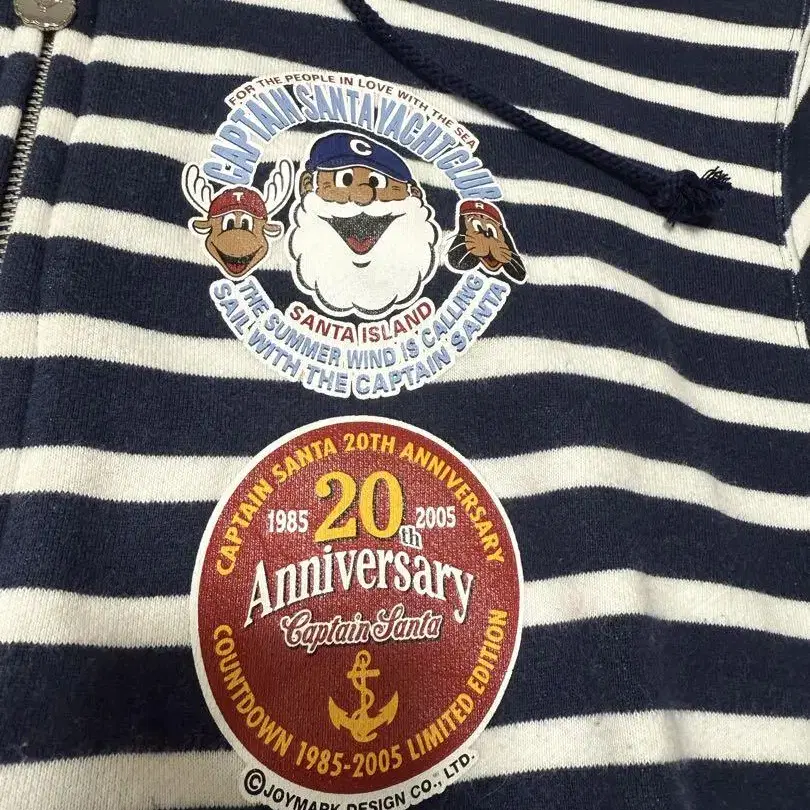 FOR THE PEOPLE IN LOVE WITH THE SEA
CAPTAIN SANTA YACHT CLUB
C
T
R
SANTA ISLAND
THE SUMMER WIND IS CALLING
SAIL WITH THE CAPTAIN SANTA
CAPTAIN SANTA 20TH ANNIVERSARY
1985 20th 2005
Anniversary
Captain Santa
COUNTDOWN 1985-2005 LIMITED EDITION
©JOYMARK DESIGN CO., LTD.